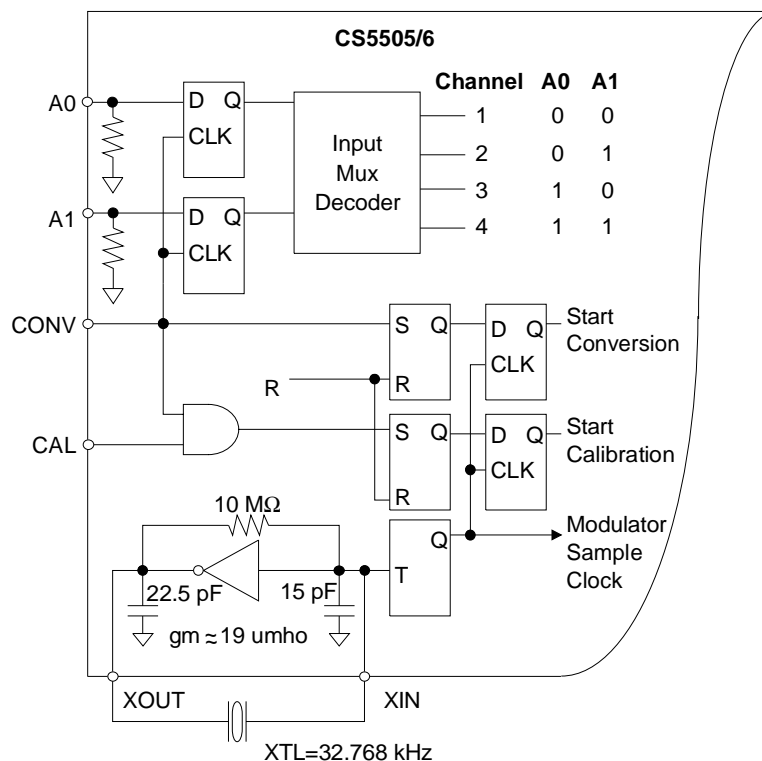 CS5505/6
Channel A0 A1
1 0 0
2 0 1
3 1 0
4 1 1
A0
D Q
CLK
Input
Mux
Decoder
A1
D Q
CLK
CONV
S Q
R
D Q
CLK
Start
Conversion
R
CAL
S Q
R
D Q
CLK
Start
Calibration
10 MΩ
22.5 pF
15 pF
gm ≈ 19 umho
T
Q
Modulator
Sample
Clock
XOUT
XIN
XTL=32.768 kHz